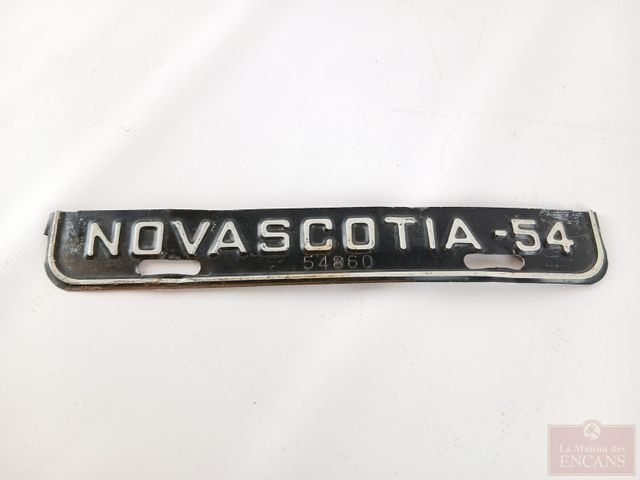 NOVASCOTIA-54
54860
La Maison des
ENCANS